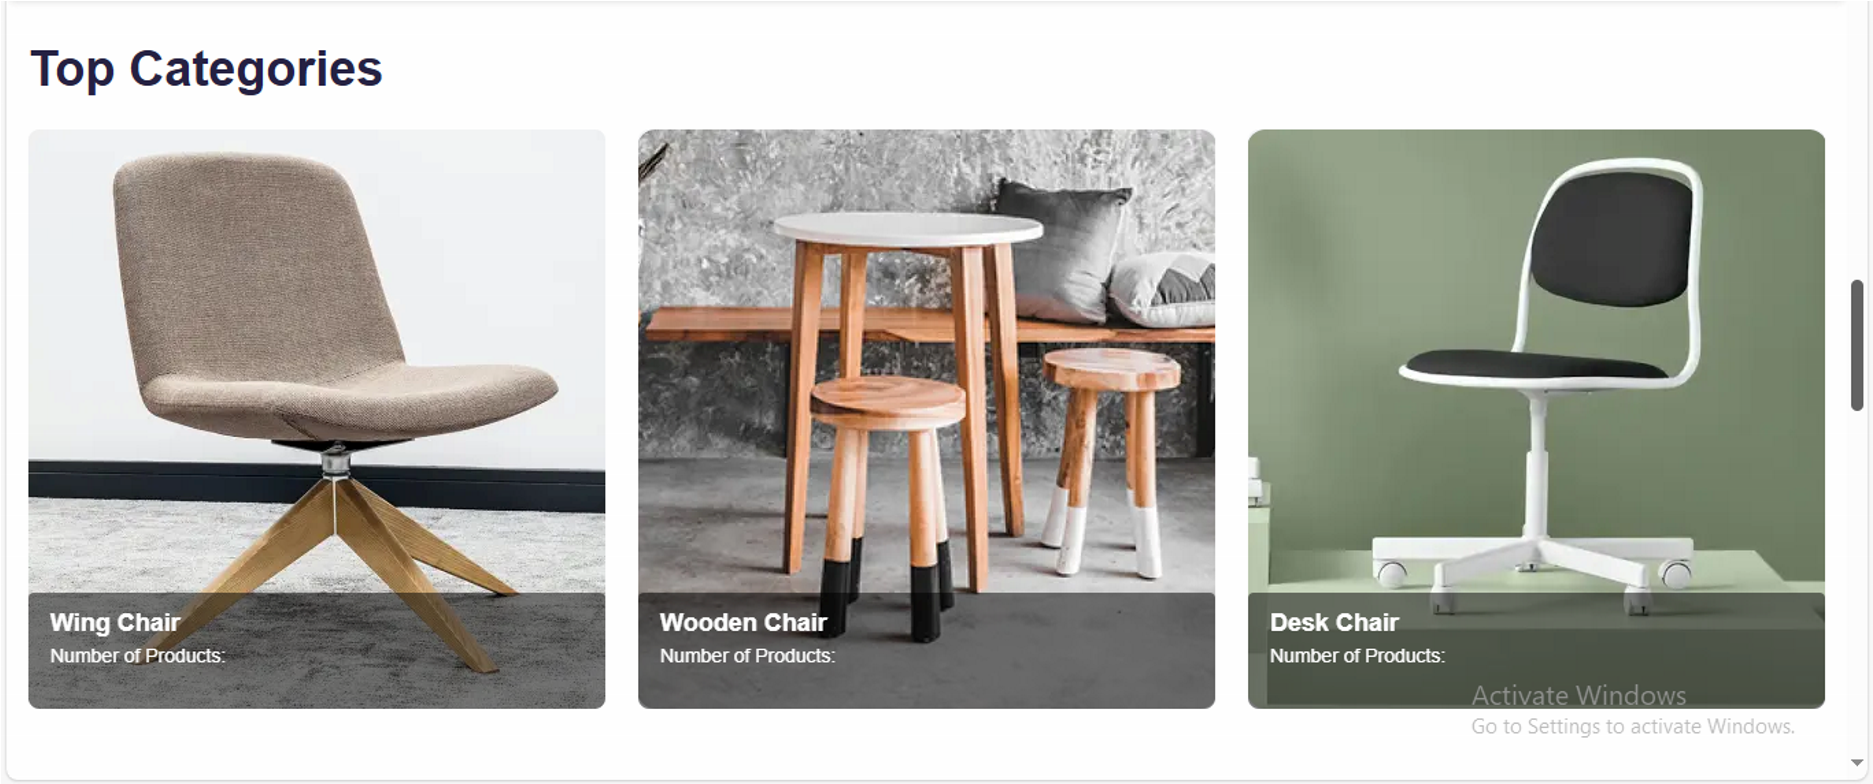 Top Categories
Wing Chair
Number of Products:
Wooden Chair
Number of Products:
Desk Chair
Number of Products:
Activate Windows
Go to Settings to activate Windows.